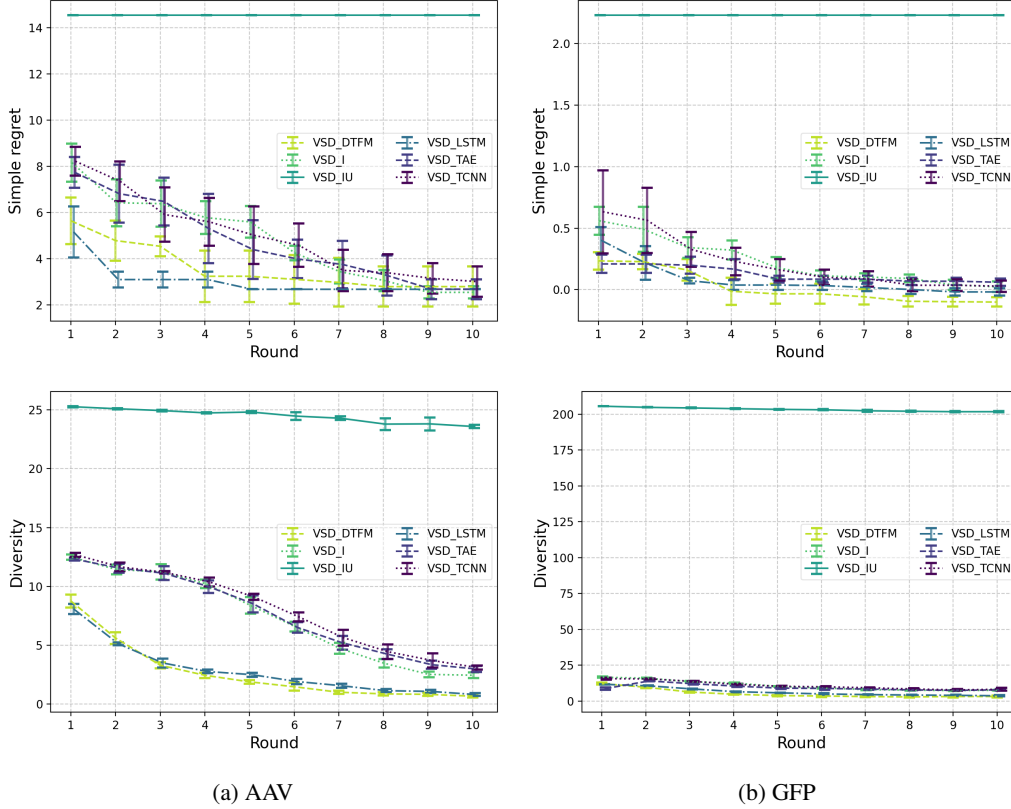 14
12
10
8
6
4
2
Simple regret
VSD_DTFM
VSD_I
VSD_IU
VSD_LSTM
VSD_TAE
VSD_TCNN
1 2 3 4 5 6 7 8 9 10
Round
2.0
1.5
1.0
0.5
0.0
Simple regret
VSD_DTFM
VSD_I
VSD_IU
VSD_LSTM
VSD_TAE
VSD_TCNN
1 2 3 4 5 6 7 8 9 10
Round
25
20
15
10
5
0
Diversity
VSD_DTFM
VSD_I
VSD_IU
VSD_LSTM
VSD_TAE
VSD_TCNN
1 2 3 4 5 6 7 8 9 10
Round
(a) AAV
200
175
150
125
100
75
50
25
0
Diversity
VSD_DTFM
VSD_I
VSD_IU
VSD_LSTM
VSD_TAE
VSD_TCNN
1 2 3 4 5 6 7 8 9 10
Round
(b) GFP